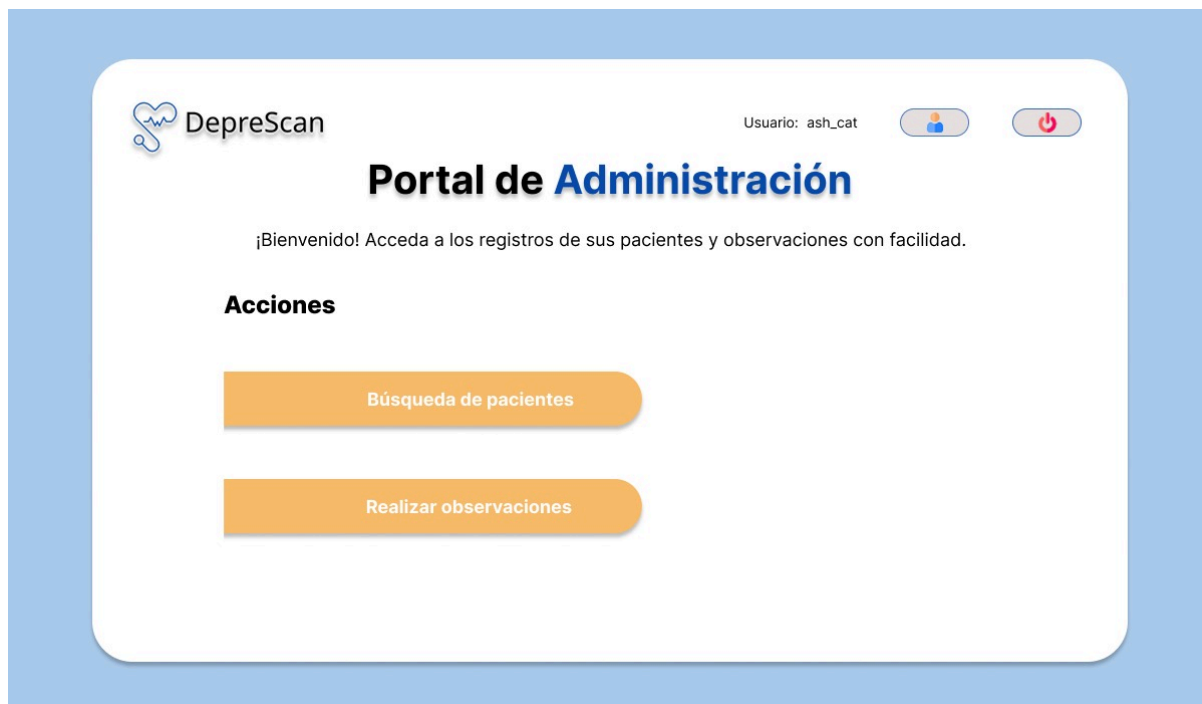 DepreScan
Usuario: ash_cat
Portal de Administración
¡Bienvenido! Acceda a los registros de sus pacientes y observaciones con facilidad.
Acciones
Búsqueda de pacientes
Realizar observaciones